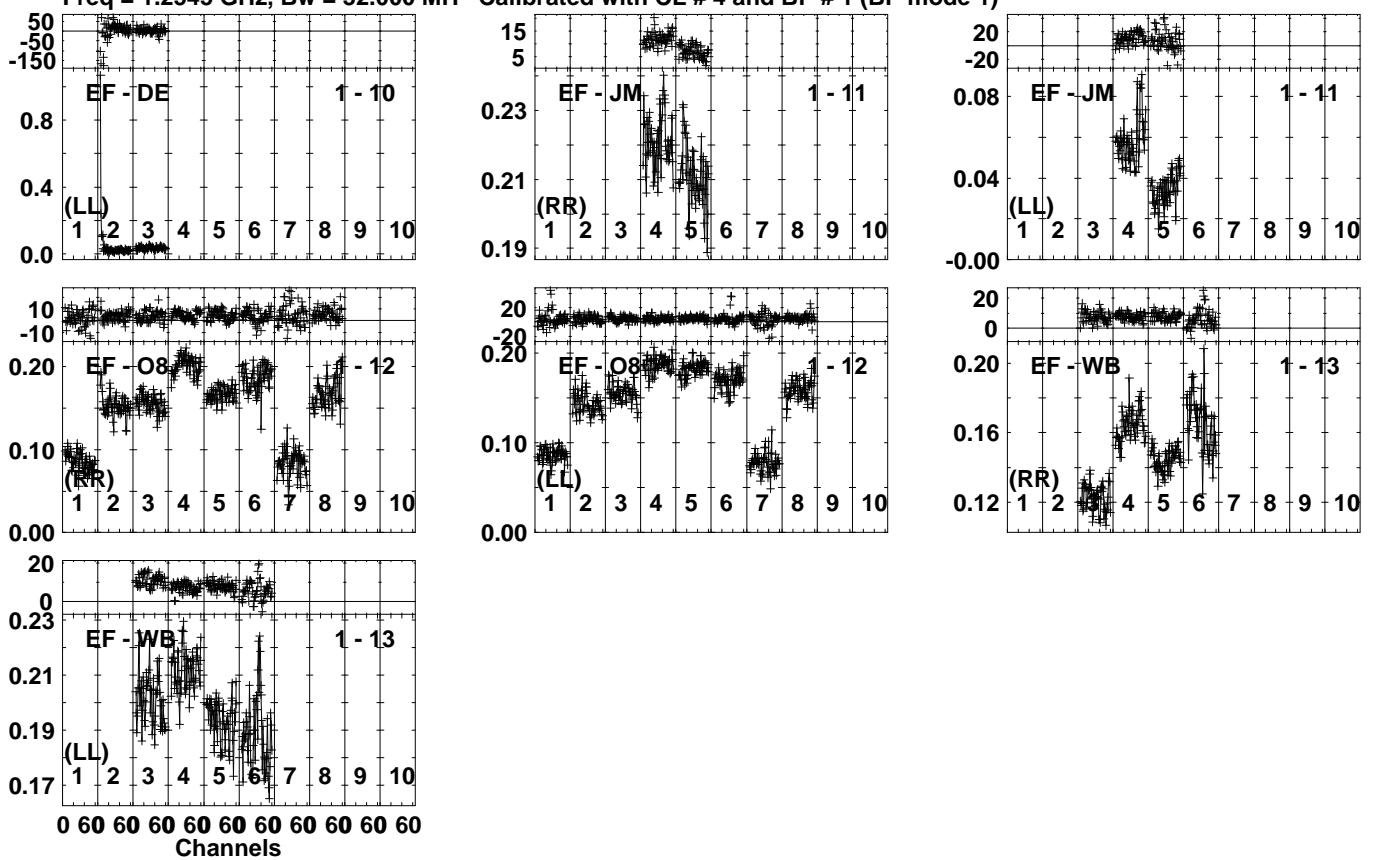 Freq = GHz, Bw = MH Calibrated with CL # 4 and BP # 1 (BP mode 1)
50
-50
-150
EF - DE 1 - 10
0.8
0.4
0.0
(LL)
1 2 3 4 5 6 7 8 9 10
15
5
EF - JM 1 - 11
0.23
0.21
0.19
(RR)
1 2 3 4 5 6 7 8 9 10
20
-20
EF - JM 1 - 11
0.08
0.04
-0.00
(LL)
1 2 3 4 5 6 7 8 9 10
10
-10
EF - O8 1 - 12
0.20
0.10
0.00
(RR)
1 2 3 4 5 6 7 8 9 10
20
-20
EF - O8 1 - 12
0.20
0.10
0.00
(LL)
1 2 3 4 5 6 7 8 9 10
20
0
EF - WB 1 - 13
0.20
0.16
0.12
(RR)
1 2 3 4 5 6 7 8 9 10
20
0
EF - WB 1 - 13
0.23
0.21
0.19
0.17
(LL)
1 2 3 4 5 6 7 8 9 10
0 60 60 60 60 60 60 60 60 60 60
Channels